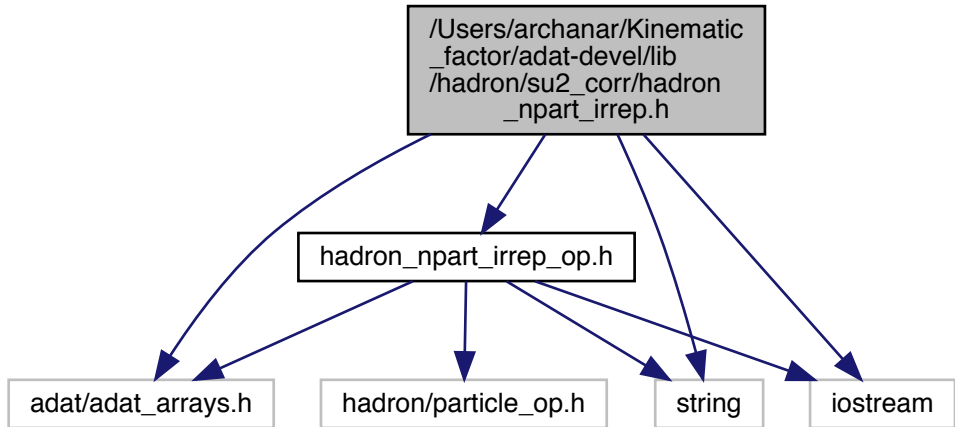 /Users/archanar/Kinematic
_factor/adat-devel/lib
/hadron/su2_corr/hadron
_npart_irrep.h
hadron_npart_irrep_op.h
adat/adat_arrays.h
hadron/particle_op.h
string
iostream